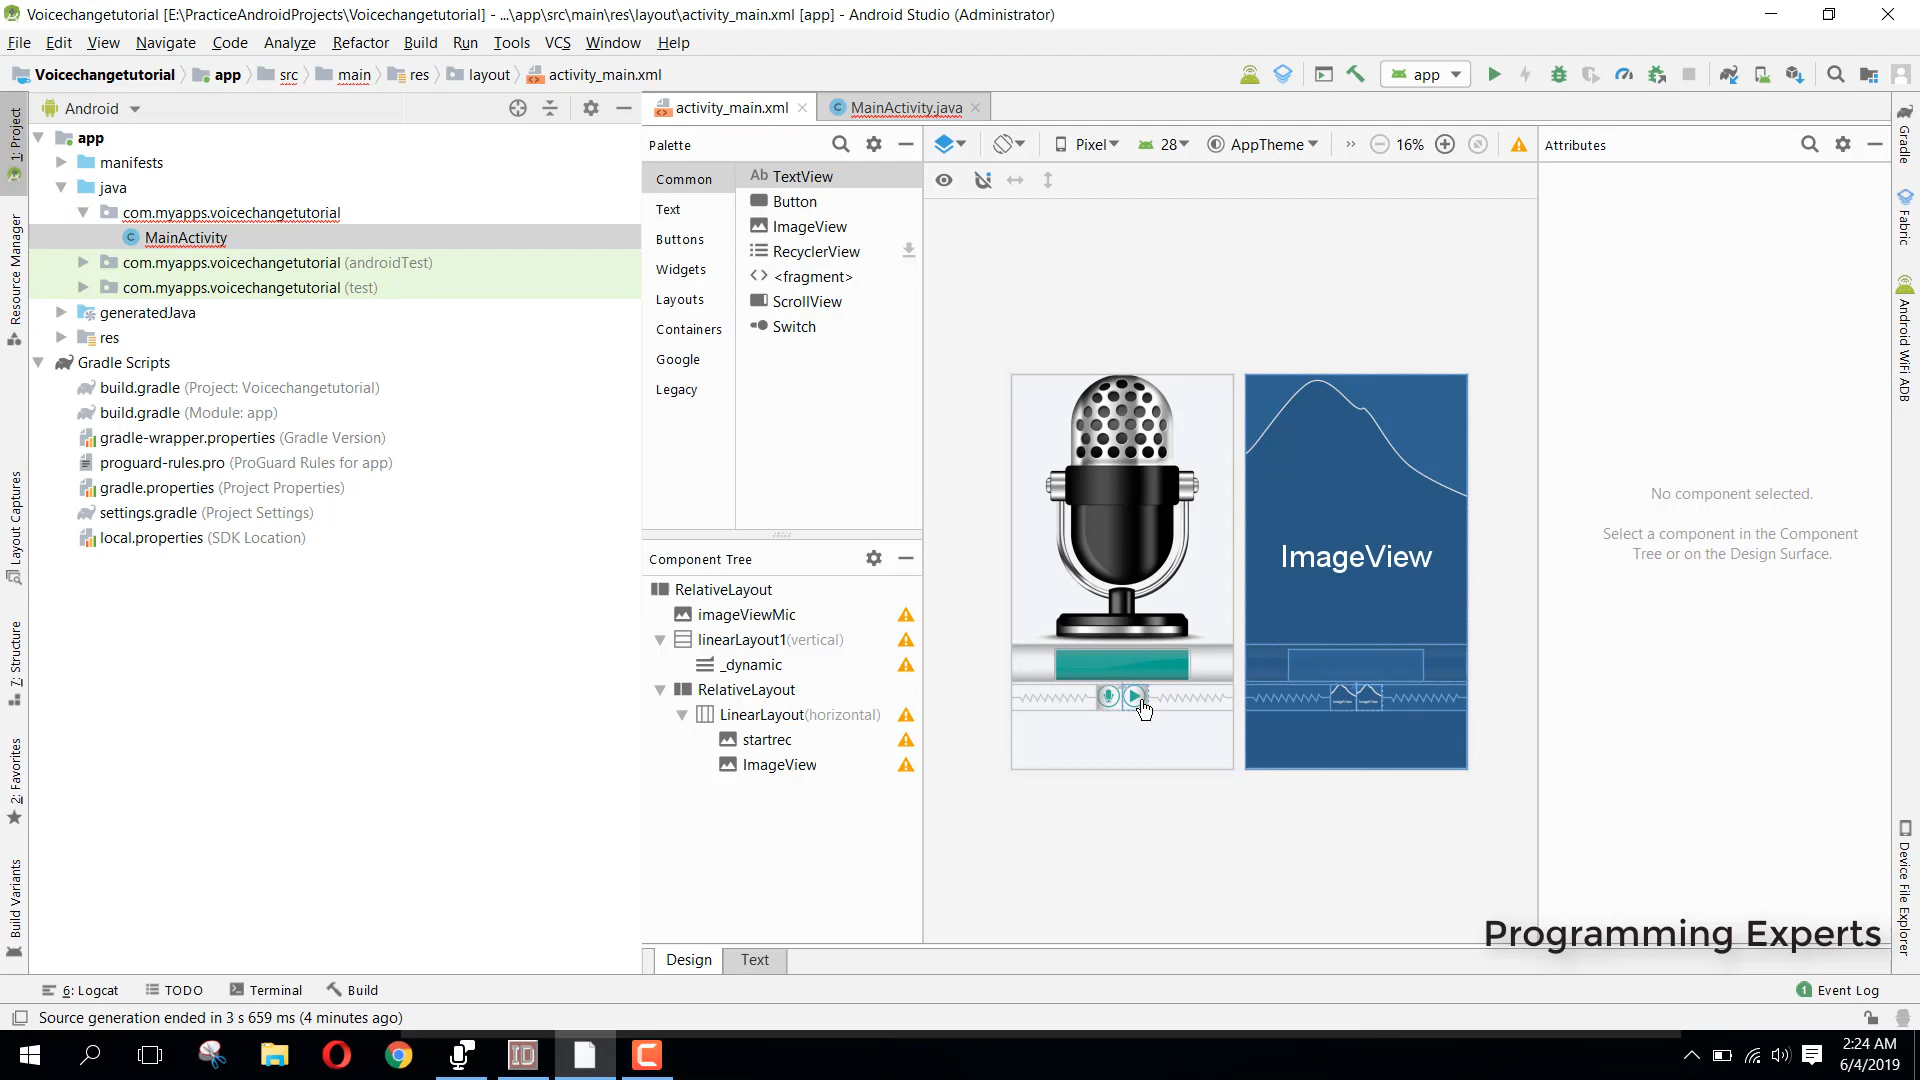 Voicechangetutorial [E:\PracticeAndroidProjects\Voicechangetutorial] - ...\app\src\main\res\layout\activity_main.xml [app] - Android Studio (Administrator)
File Edit View Navigate Code Analyze Refactor Build Run Tools VCS Window Help
Voicechangetutorial app src main res layout activity_main.xml app
Android
activity_main.xml
MainActivity.java
1: Project
Resource Manager
Layout Captures
7: Structure
2: Favorites
Build Variants
app
manifests
java
com.myapps.voicechangetutorial
MainActivity
com.myapps.voicechangetutorial (androidTest)
com.myapps.voicechangetutorial (test)
generatedJava
res
Gradle Scripts
build.gradle (Project: Voicechangetutorial)
build.gradle (Module: app)
gradle-wrapper.properties (Gradle Version)
proguard-rules.pro (ProGuard Rules for app)
gradle.properties (Project Properties)
settings.gradle (Project Settings)
local.properties (SDK Location)
Palette
Common
Text
Buttons
Widgets
Layouts
Containers
Google
Legacy
Ab TextView
Button
ImageView
RecyclerView
<fragment>
ScrollView
Switch
Component Tree
RelativeLayout
imageViewMic
linearLayout1(vertical)
_dynamic
RelativeLayout
LinearLayout(horizontal)
startrec
ImageView
Pixel 28 AppTheme 16%
ImageView
Attributes
No component selected.
Select a component in the Component
Tree or on the Design Surface.
Gradle
Fabric
Android WiFi ADB
Device File Explorer
Programming Experts
Design Text
6: Logcat TODO Terminal Build
1 Event Log
Source generation ended in 3 s 659 ms (4 minutes ago)
2:24 AM
6/4/2019